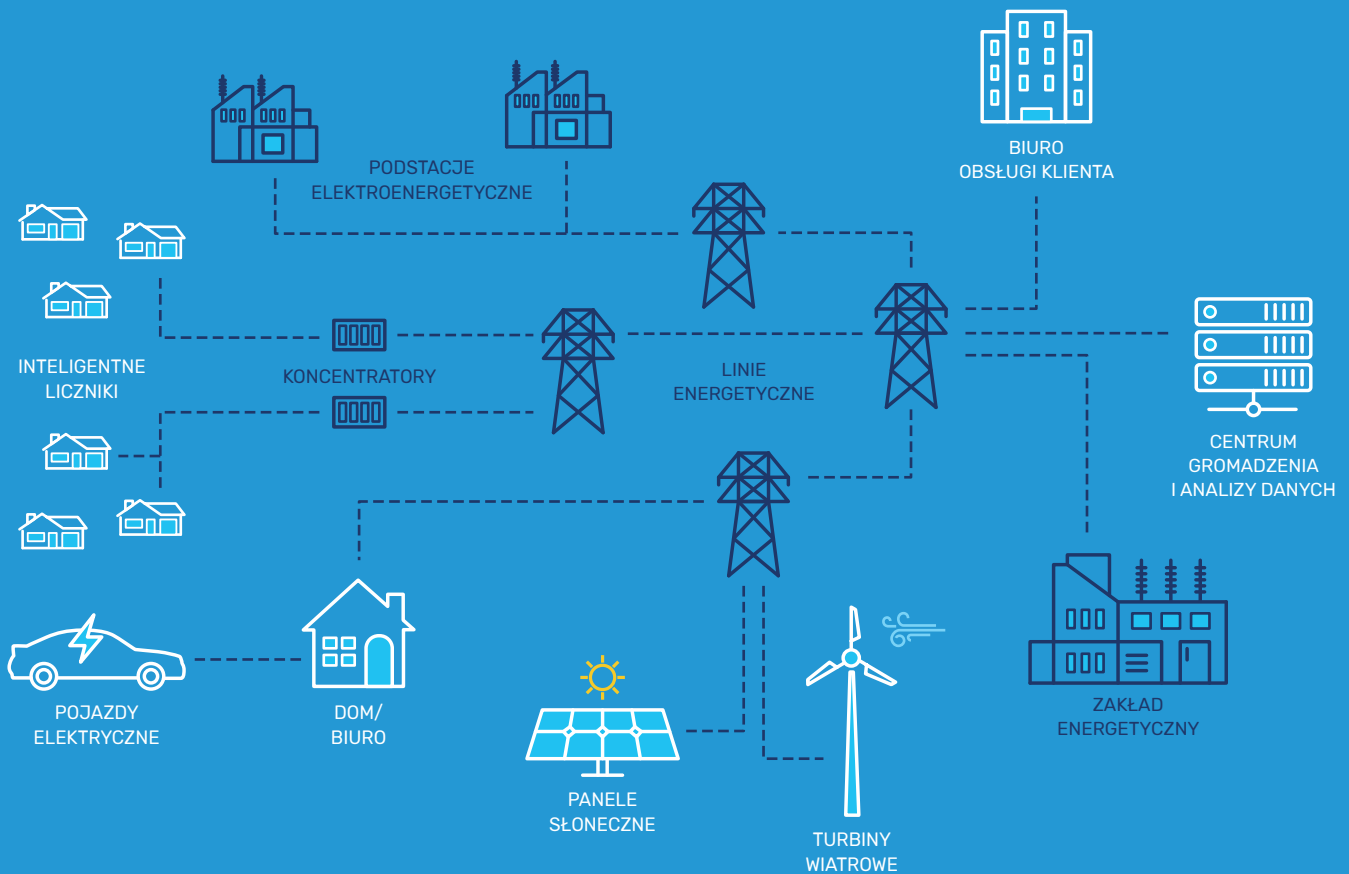 BIURO
OBSŁUGI KLIENTA
PODSTACJE
ELEKTROENERGETYCZNE
INTELIGENTNE
LICZNIKI
KONCENTRATORY
LINIE
ENERGETYCZNE
CENTRUM
GROMADZENIA
I ANALIZY DANYCH
POJAZDY
ELEKTRYCZNE
DOM/
BIURO
PANELE
SŁONECZNE
TURBINY
WIATROWE
ZAKŁAD
ENERGETYCZNY